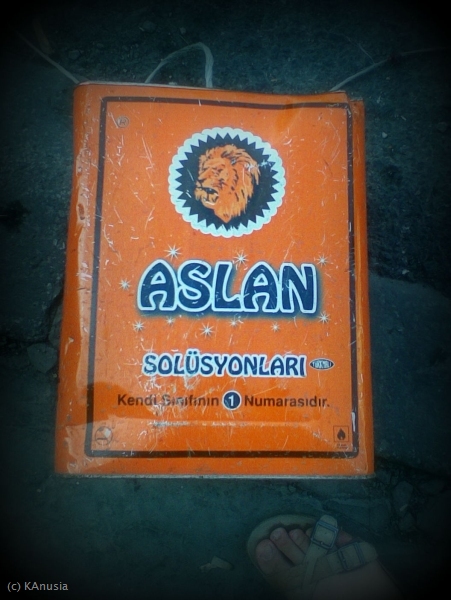 ASLAN
SOLÜSYONLARI
Kendi Sınıfının 1 Numarasıdır.
(c) KAnusia